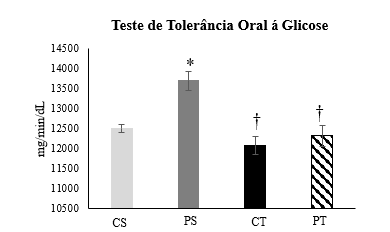 Teste de Tolerância Oral á Glicose
mg/min/dL
14500
14000
13500
13000
12500
12000
11500
11000
10500
*
†
†
CS
PS
CT
PT